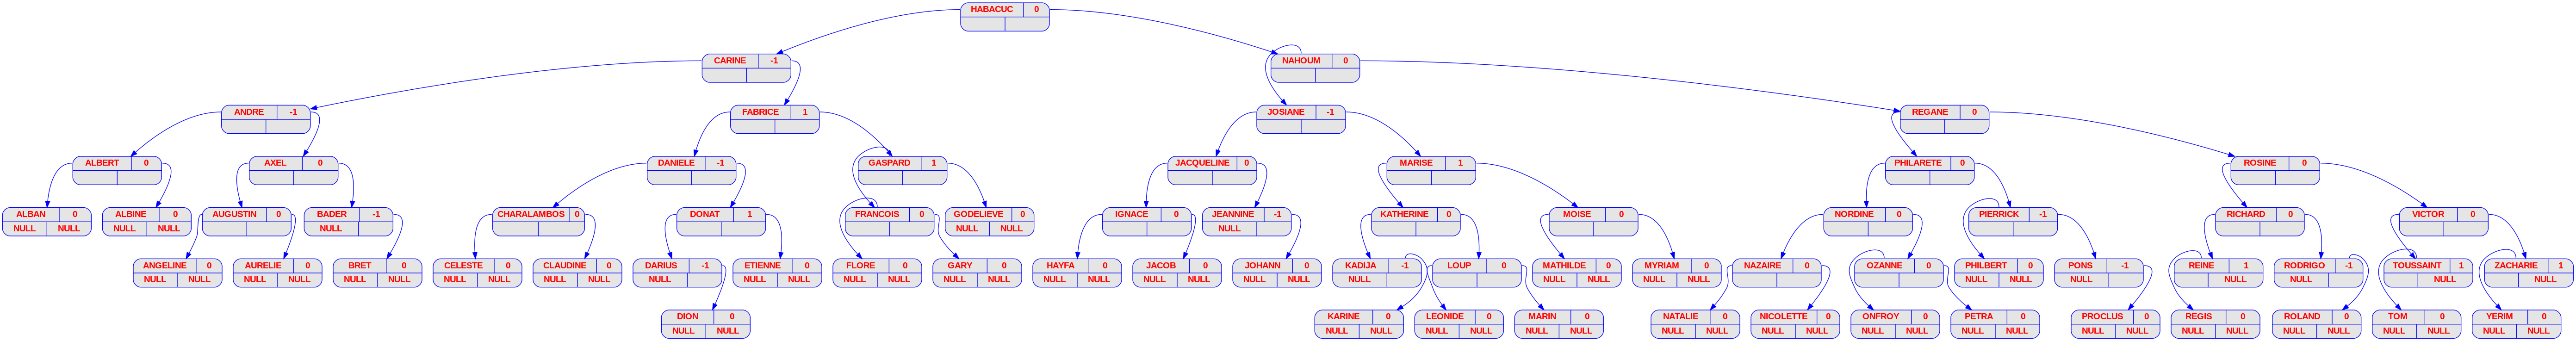 HABACUC 0
CARINE -1 NAHOUM 0
ANDRE -1 FABRICE 1 JOSIANE -1 REGANE 0
ALBERT 0 AXEL 0 DANIELE -1 GASPARD 1 JACQUELINE 0 MARISE 1 PHILARETE 0 ROSINE 0
ALBAN 0 ALBINE 0 AUGUSTIN 0 BADER -1 CHARALAMBOS 0 DONAT 1 FRANCOIS 0 GODELIEVE 0 IGNACE 0 JEANNINE -1 KATHERINE 0 MOISE 0 NORDINE 0 PIERRICK -1 RICHARD 0 VICTOR 0
NULL NULL NULL NULL NULL NULL NULL NULL
ANGELINE 0 AURELIE 0 BRET 0 CELESTE 0 CLAUDINE 0 DARIUS -1 ETIENNE 0 FLORE 0 GARY 0 HAYFA 0 JACOB 0 JOHANN 0 KADIJA -1 LOUP 0 MATHILDE 0 MYRIAM 0 NAZAIRE 0 OZANNE 0 PHILBERT 0 PONS -1 REINE 1 RODRIGO -1 TOUSSAINT 1 ZACHARIE 1
NULL NULL NULL NULL NULL NULL NULL NULL NULL NULL NULL NULL NULL NULL NULL NULL NULL NULL NULL NULL NULL NULL NULL NULL NULL NULL NULL NULL NULL NULL NULL NULL NULL NULL NULL
DION 0 KARINE 0 LEONIDE 0 MARIN 0 NATALIE 0 NICOLETTE 0 ONFROY 0 PETRA 0 PROCLUS 0 REGIS 0 ROLAND 0 TOM 0 YERIM 0
NULL NULL NULL NULL NULL NULL NULL NULL NULL NULL NULL NULL NULL NULL NULL NULL NULL NULL NULL NULL NULL NULL NULL NULL NULL NULL